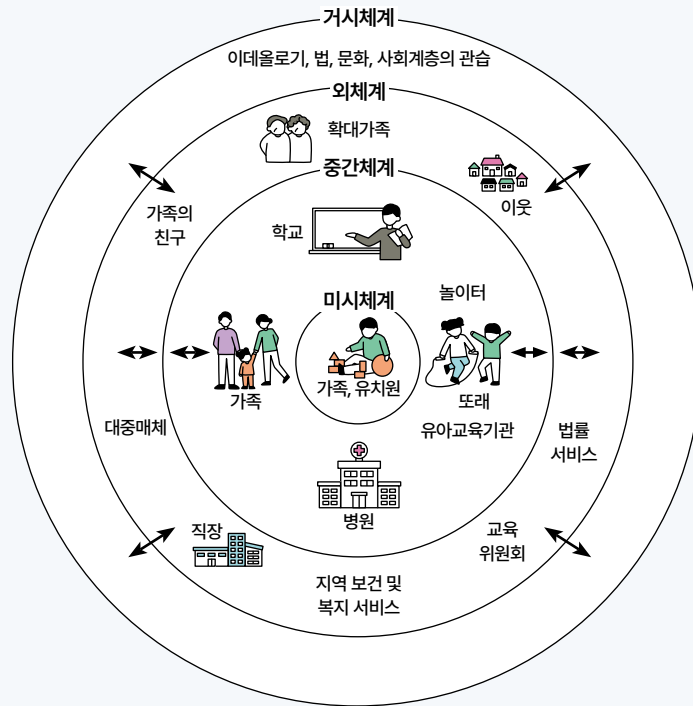 거시체계
이데올로기, 법, 문화, 사회계층의 관습
외체계
확대가족
중간체계
이웃
가족의
친구
학교
놀이터
미시체계
가족
가족, 유치원
또래
유아교육기관
대중매체
법률
서비스
병원
직장
교육
위원회
지역 보건 및
복지 서비스